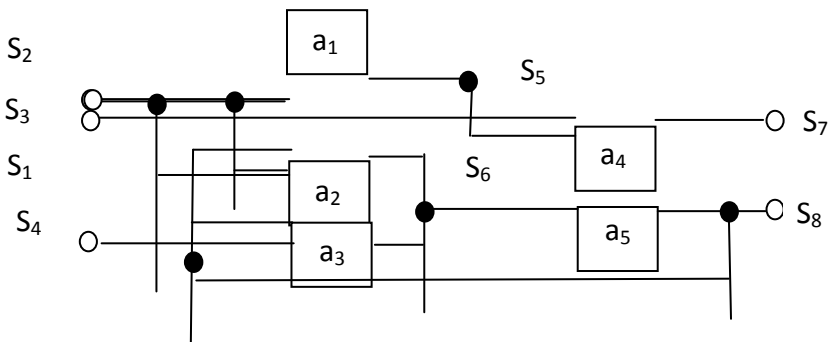 a₁
S₂
S₅
S₃
S₇
a₄
S₁
S₆
a₂
S₄
S₈
a₅
a₃